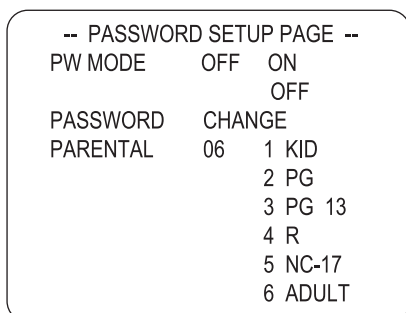 -- PASSWORD SETUP PAGE --
PW MODE OFF ON
OFF
PASSWORD CHANGE
PARENTAL 06 1 KID
2 PG
3 PG 13
4 R
5 NC-17
6 ADULT